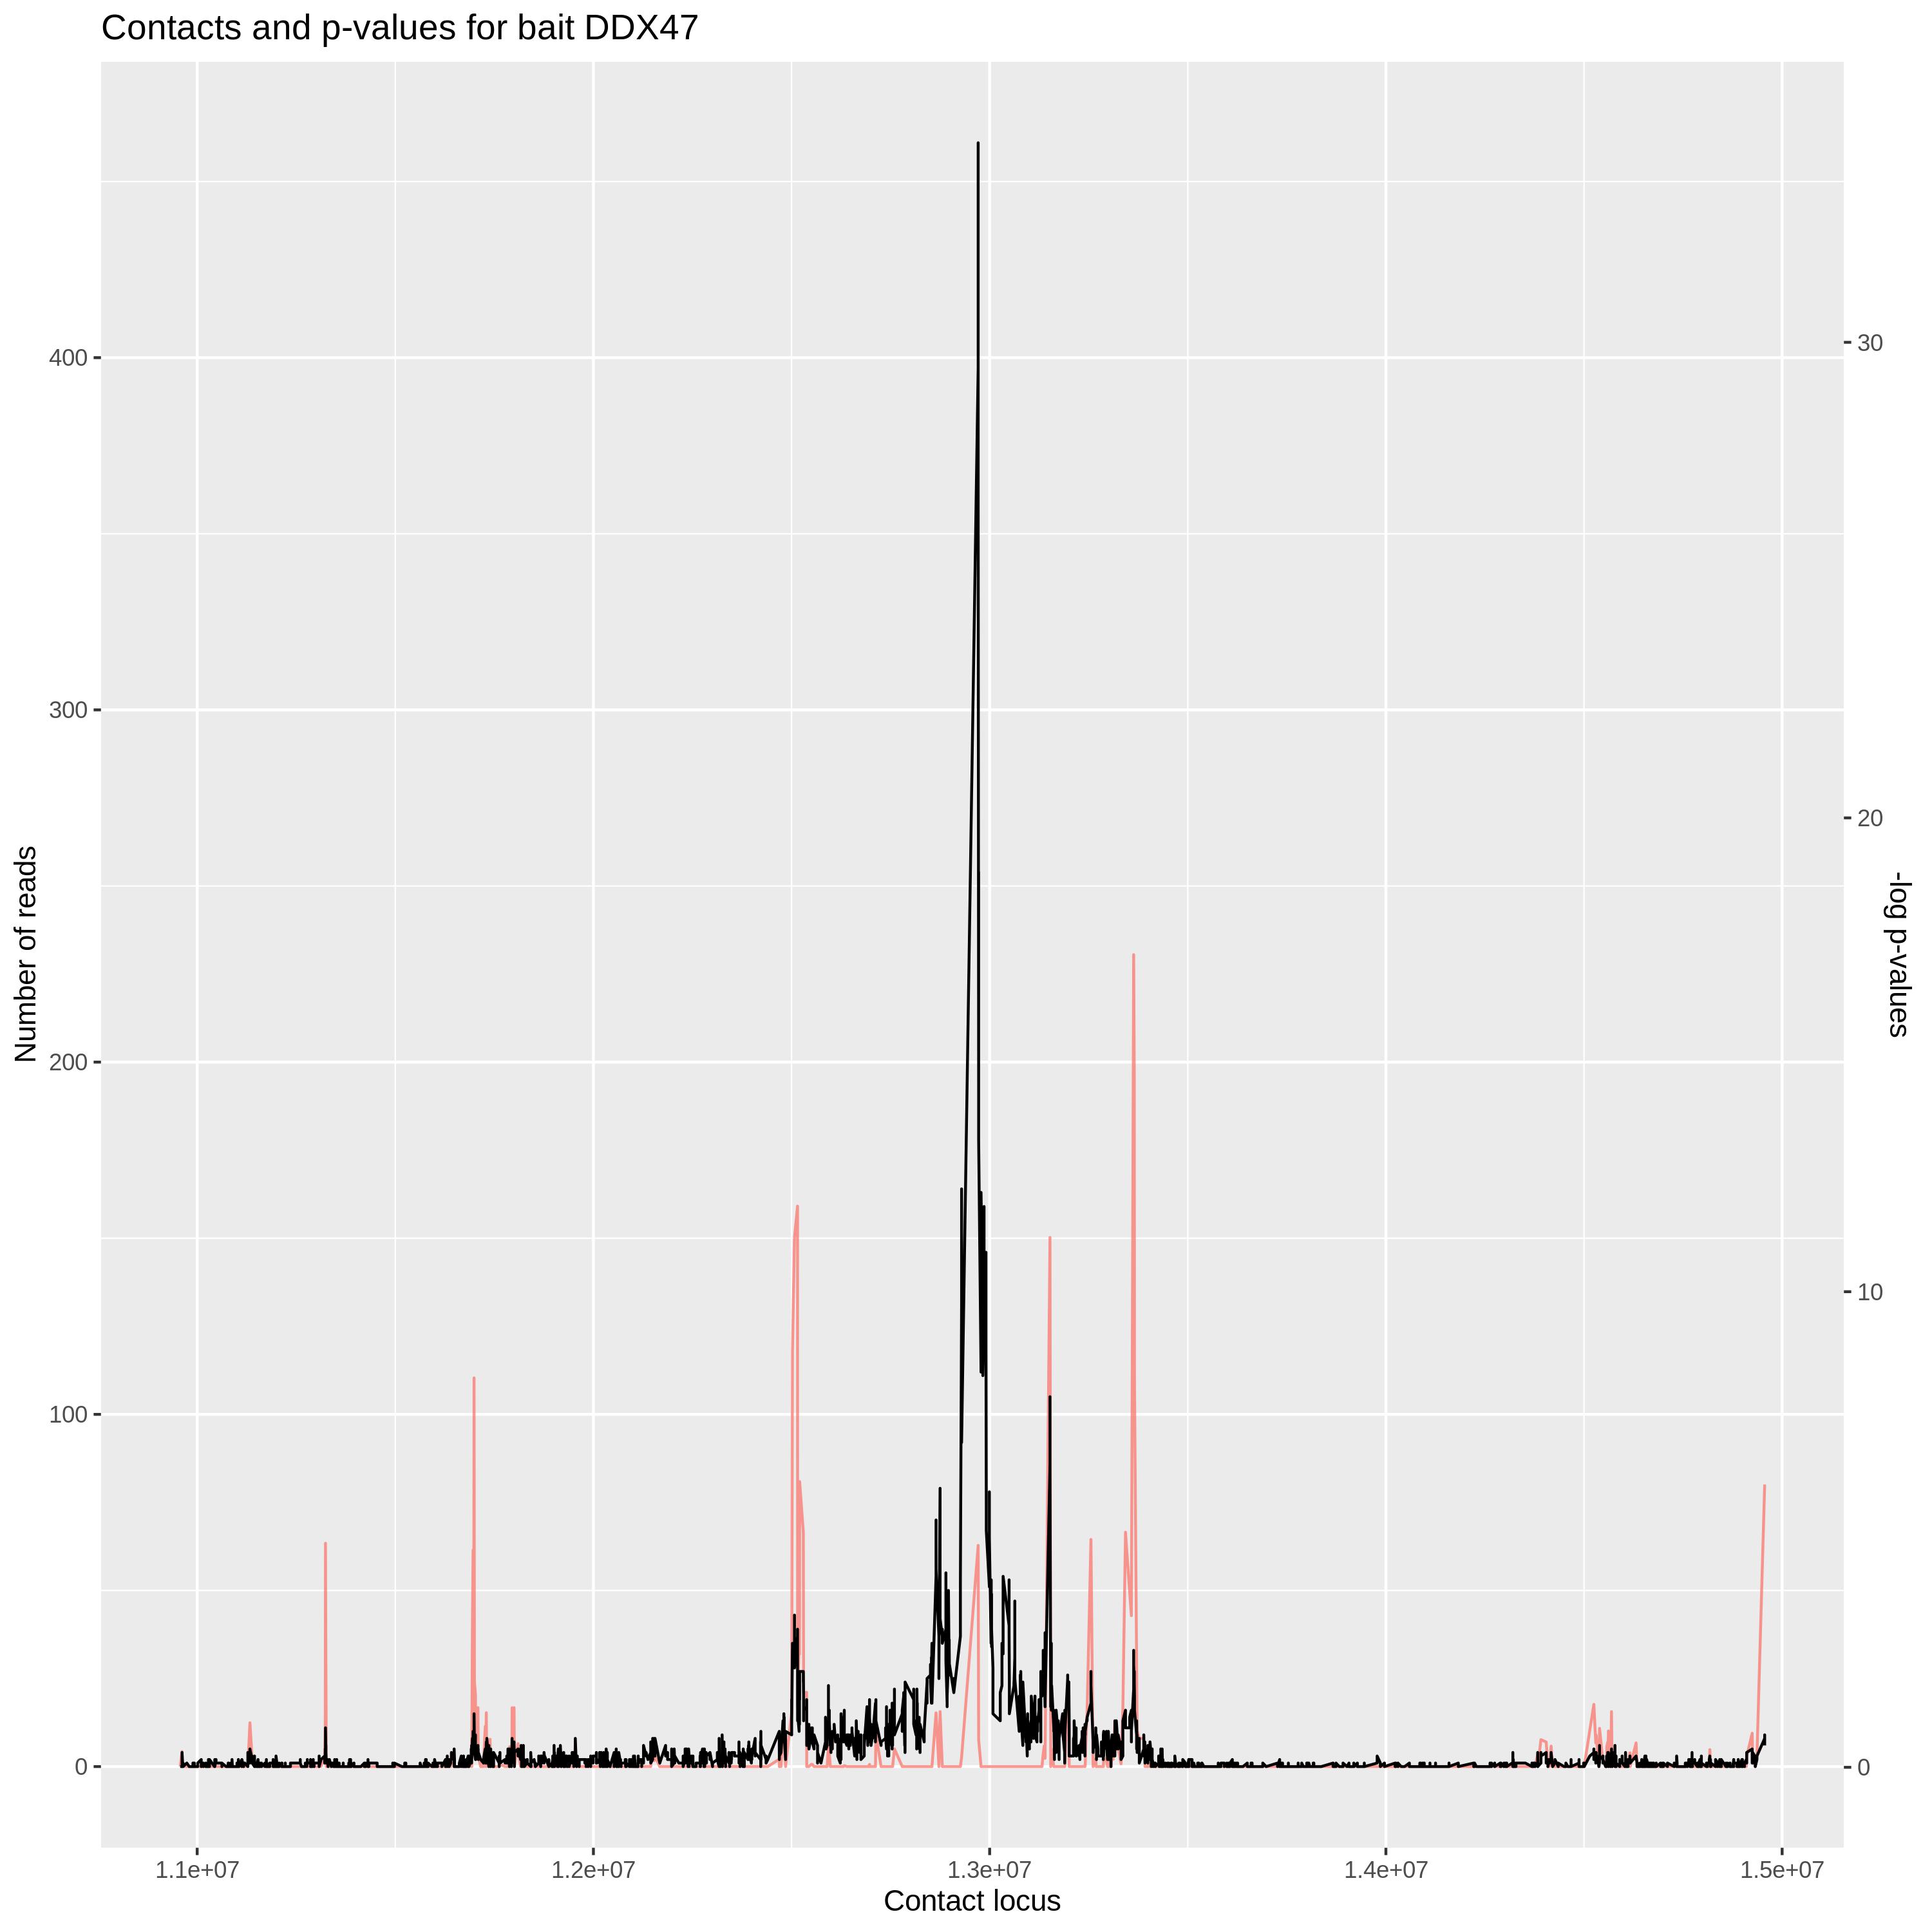 Contacts and p-values for bait DDX47
Number of reads
400
300
200
100
0
30
20
10
0
-log p-values
1.1e+07
1.2e+07
1.3e+07
1.4e+07
1.5e+07
Contact locus